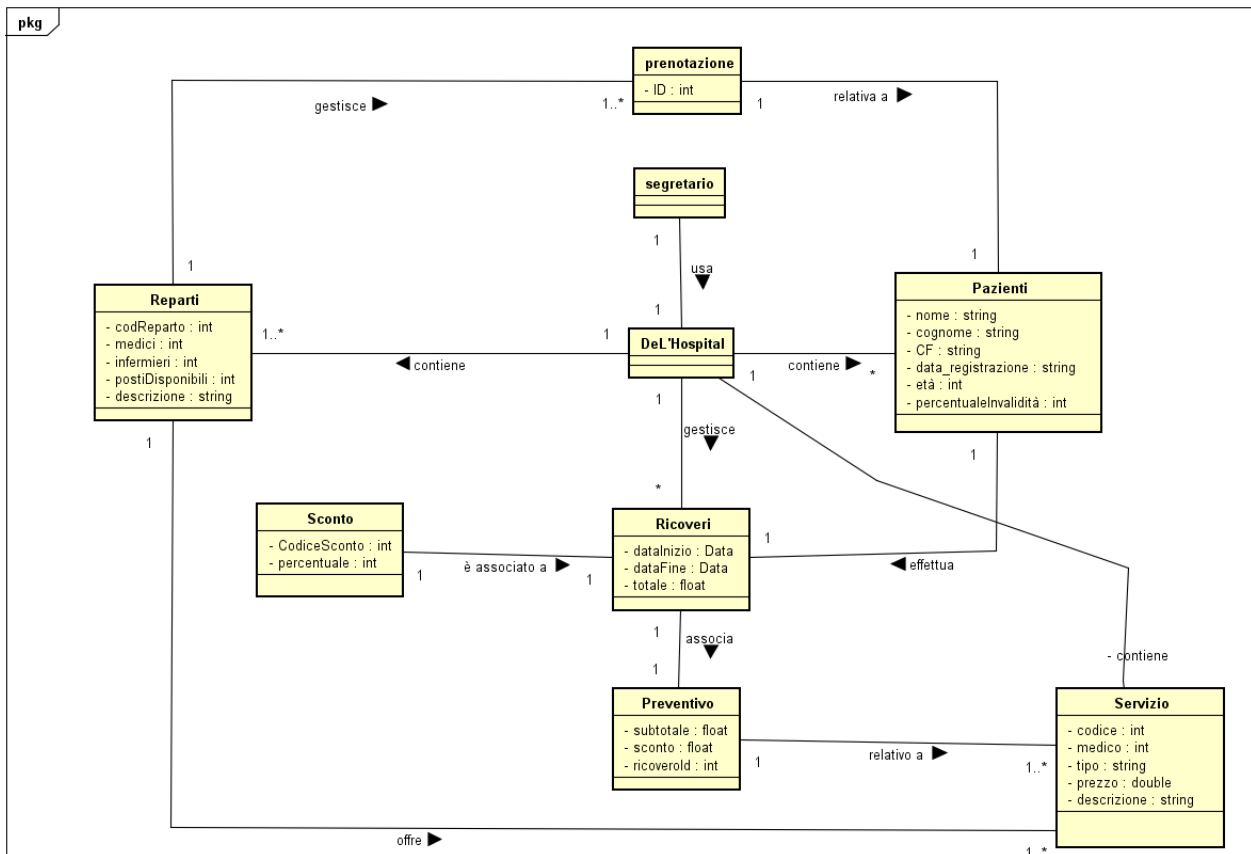 pkg
prenotazione
- ID : int
1..*
gestisce
1
relativa a
segretario
1
usa
1
1
Reparti
- codReparto : int
- medici : int
- infermieri : int
- postiDisponibili : int
- descrizione : string
1
Pazienti
- nome : string
- cognome : string
- CF : string
- data_registrazione : string
- età : int
- percentualeInvalidità : int
1..*
contiene
1
DeL'Hospital
1
contiene
*
1
gestisce
*
1
1
Sconto
- CodiceSconto : int
- percentuale : int
1
è associato a
1
Ricoveri
- dataInizio : Data
- dataFine : Data
- totale : float
1
effettua
1
associa
1
- contiene
Preventivo
- subtotale : float
- sconto : float
- ricoveroId : int
1
relativo a
1..*
Servizio
- codice : int
- medico : int
- tipo : string
- prezzo : double
- descrizione : string
offre
1..*